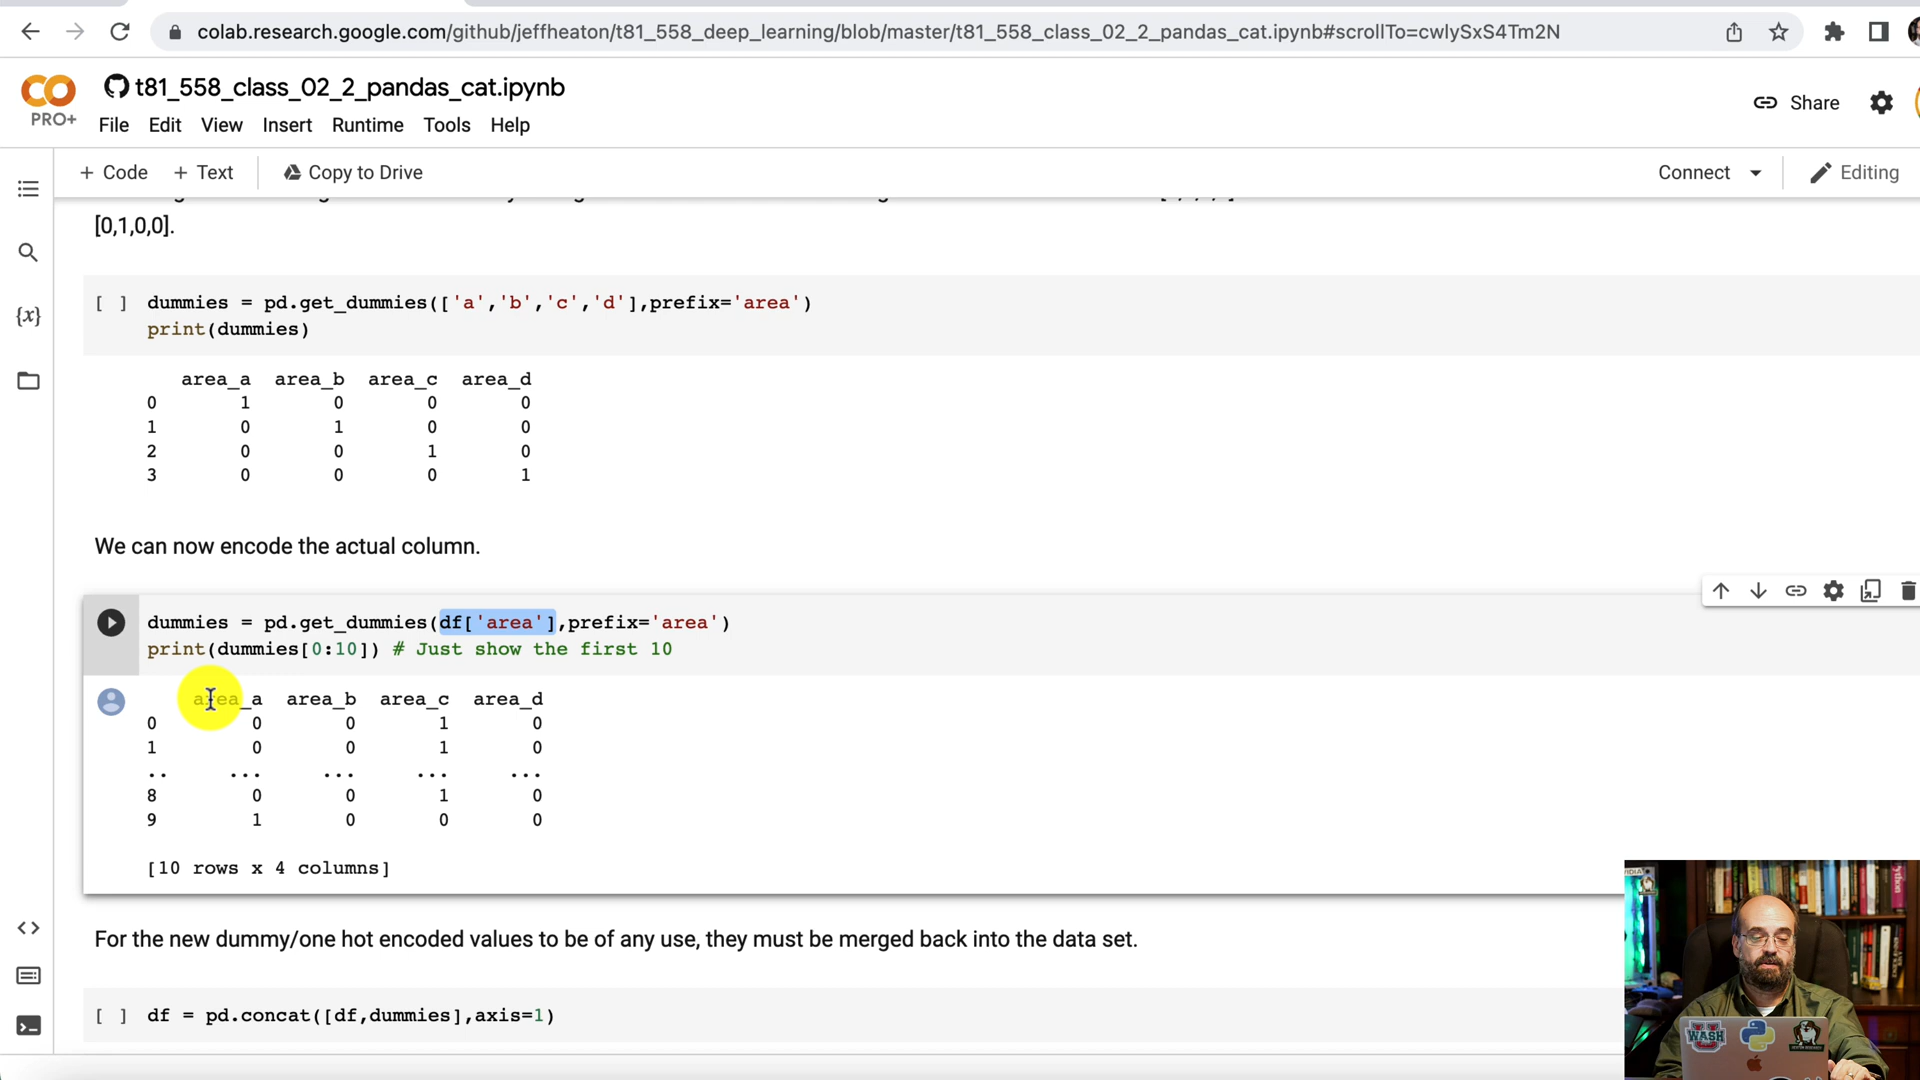 colab.research.google.com/github/jeffheaton/t81_558_deep_learning/blob/master/t81_558_class_02_2_pandas_cat.ipynb#scrollTo=cwlySxS4Tm2N
t81_558_class_02_2_pandas_cat.ipynb
PRO+
File Edit View Insert Runtime Tools Help
Share
+ Code + Text Copy to Drive
Connect Editing
[0,1,0,0].
[ ] dummies = pd.get_dummies(['a','b','c','d'],prefix='area')
print(dummies)
area_a area_b area_c area_d
0 1 0 0 0
1 0 1 0 0
2 0 0 1 0
3 0 0 0 1
We can now encode the actual column.
dummies = pd.get_dummies(df['area'],prefix='area')
print(dummies[0:10]) # Just show the first 10
area_a area_b area_c area_d
0 0 0 1 0
1 0 0 1 0
.. ... ... ... ...
8 0 0 1 0
9 1 0 0 0
[10 rows x 4 columns]
For the new dummy/one hot encoded values to be of any use, they must be merged back into the data set.
[ ] df = pd.concat([df,dummies],axis=1)
WASH